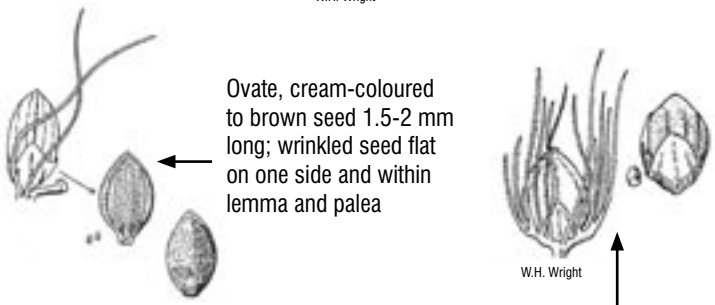 W.H. Wright
Ovate, cream-coloured
to brown seed 1.5-2 mm
long; wrinkled seed flat
on one side and within
lemma and palea
W.H. Wright